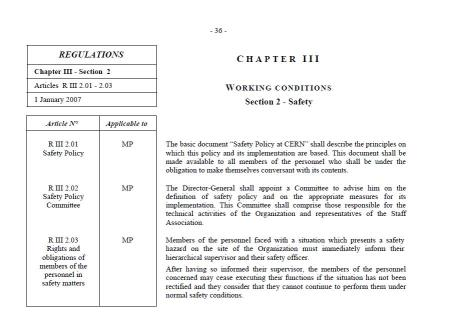 - 36 -
REGULATIONS
Chapter III - Section 2
Articles R III 2.01 - 2.03
1 January 2007
CHAPTER III
WORKING CONDITIONS
Section 2 - Safety
Article N°
Applicable to
R III 2.01
Safety Policy
MP
The basic document “Safety Policy at CERN” shall describe the principles on
which this policy and its implementation are based. This document shall be
made available to all members of the personnel who shall be under the
obligation to make themselves conversant with its contents.
R III 2.02
Safety Policy
Committee
MP
The Director-General shall appoint a Committee to advise him on the
definition of safety policy and on the appropriate measures for its
implementation. This Committee shall comprise those responsible for the
technical activities of the Organization and representatives of the Staff
Association.
R III 2.03
Rights and
obligations of
members of the
personnel in
safety matters
MP
Members of the personnel faced with a situation which presents a safety
hazard on the site of the Organization must immediately inform their
hierarchical supervisor and their safety officer.
After having so informed their supervisor, the members of the personnel
concerned may cease executing their functions if the situation has not been
rectified and they consider that they cannot continue to perform them under
normal safety conditions.